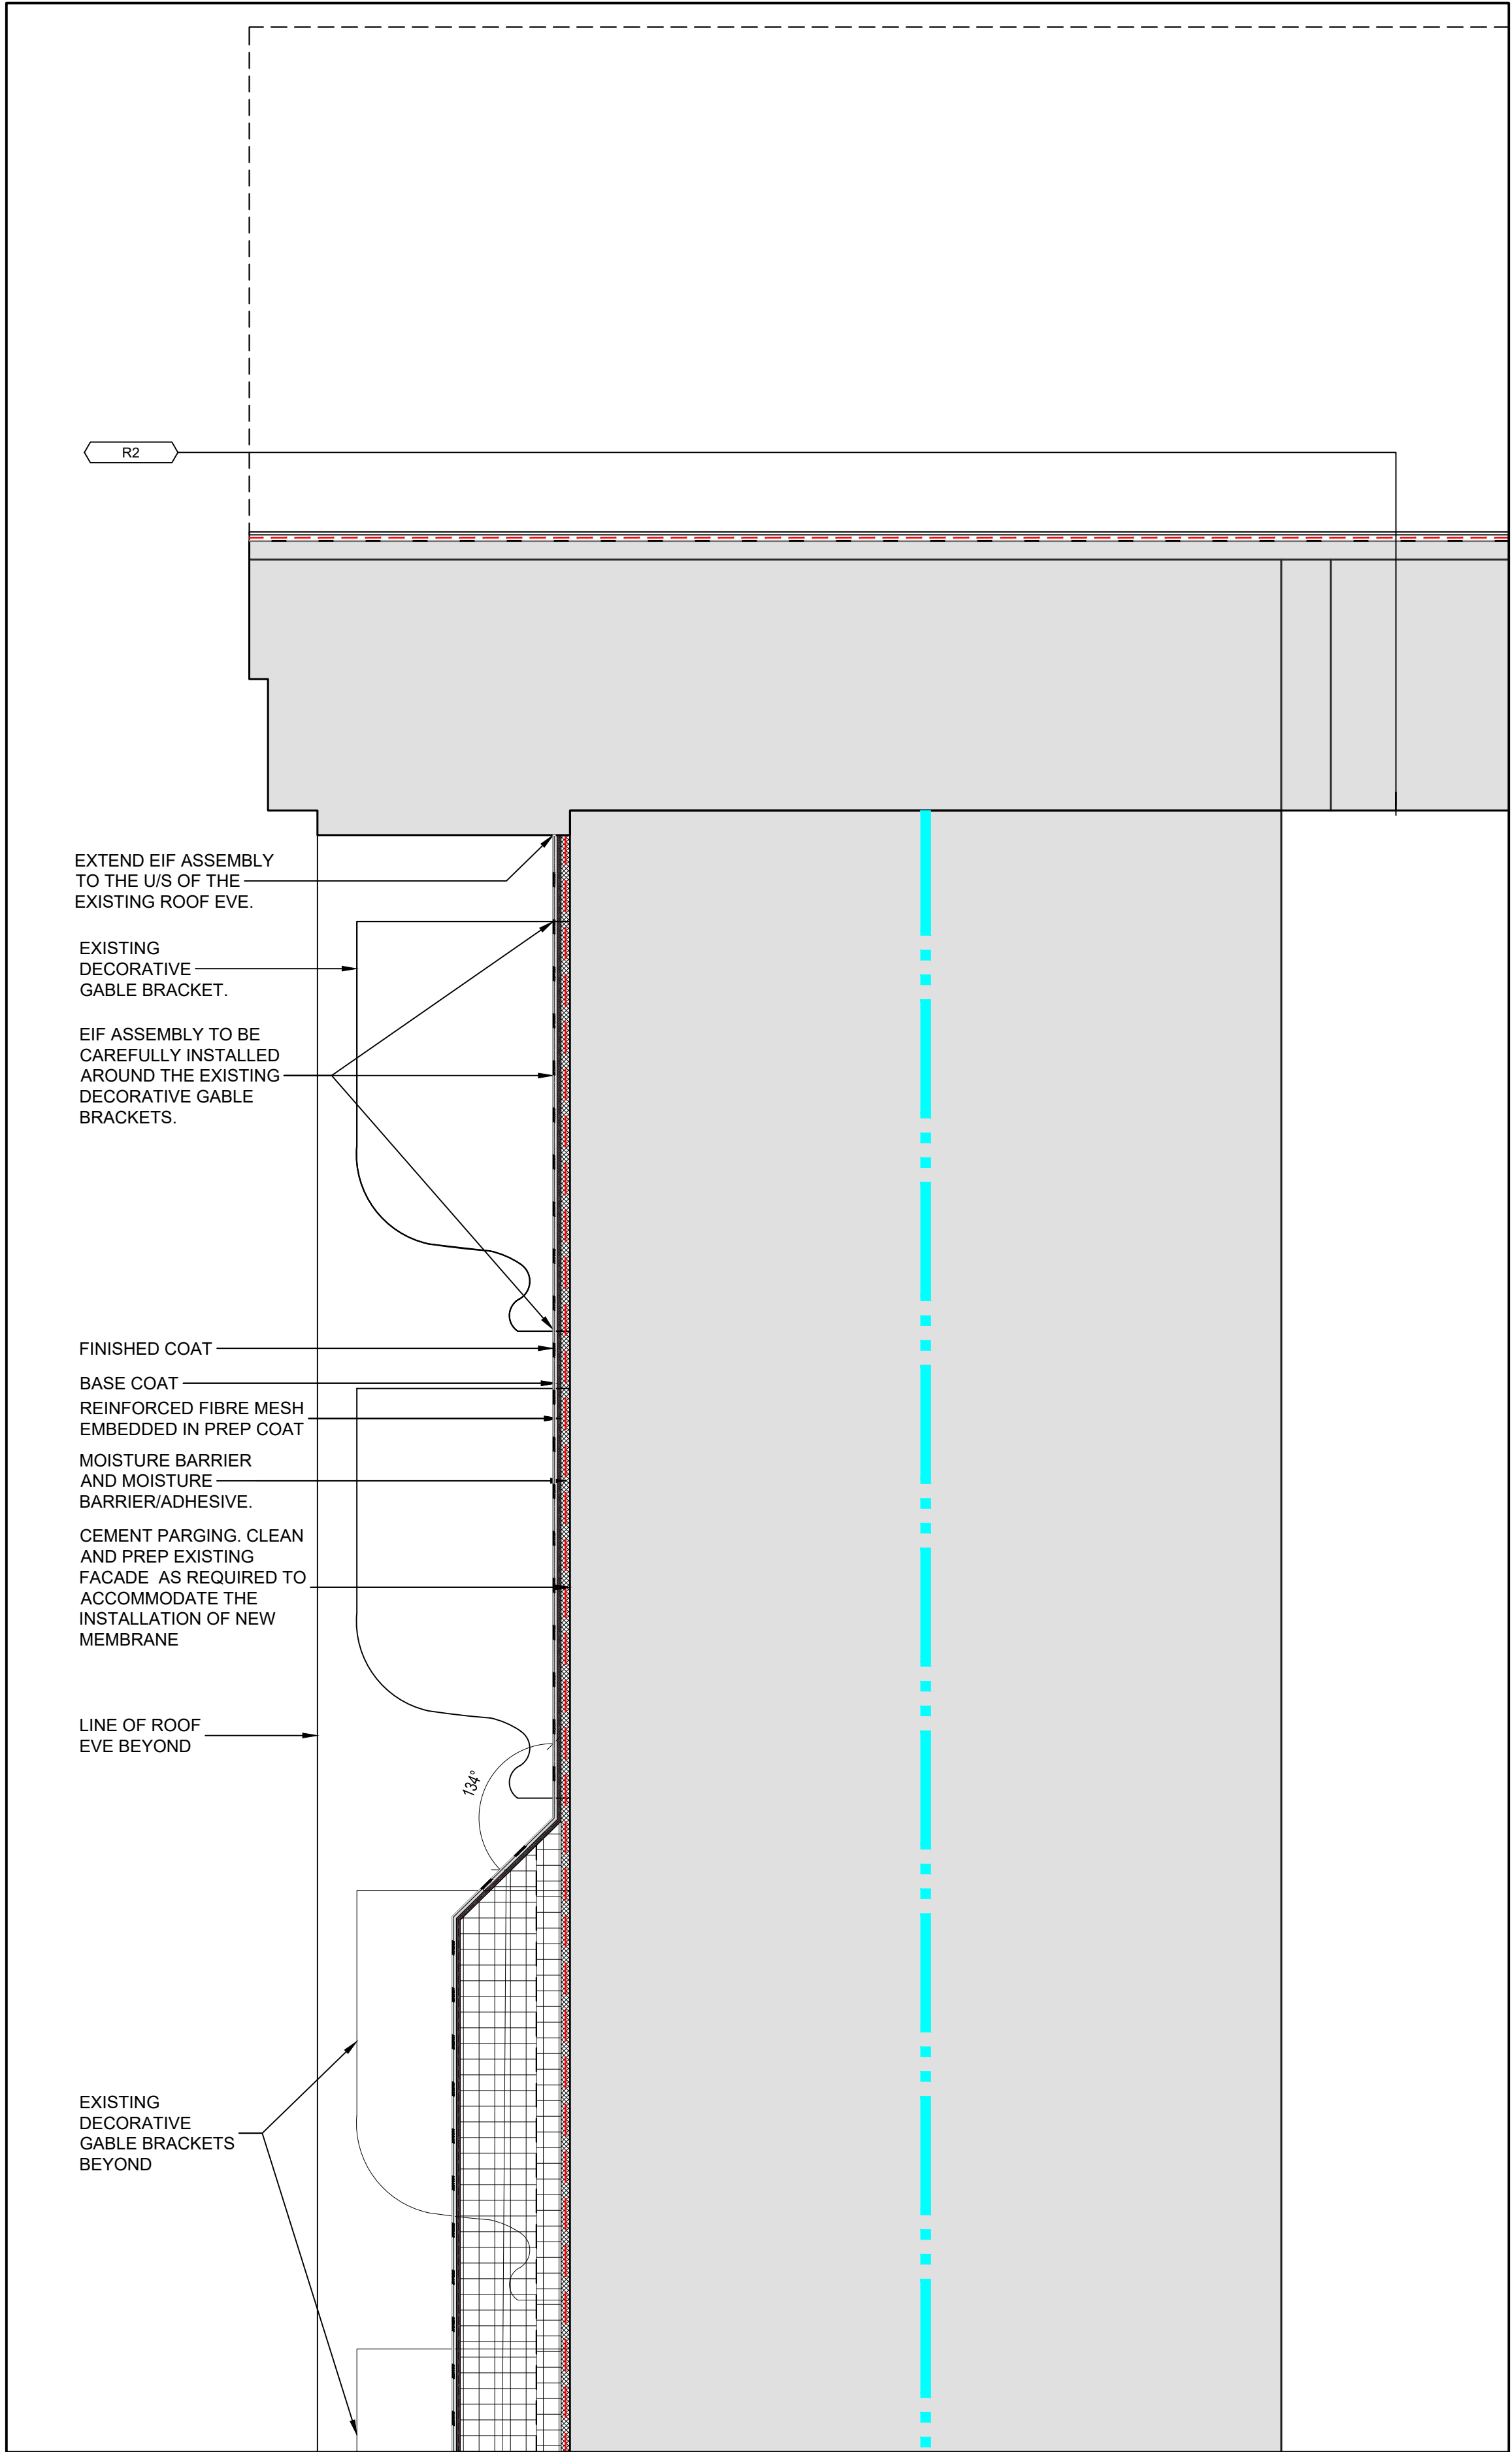 R2
EXTEND EIF ASSEMBLY
TO THE U/S OF THE
EXISTING ROOF EVE.
EXISTING
DECORATIVE
GABLE BRACKET.
EIF ASSEMBLY TO BE
CAREFULLY INSTALLED
AROUND THE EXISTING
DECORATIVE GABLE
BRACKETS.
FINISHED COAT
BASE COAT
REINFORCED FIBRE MESH
EMBEDDED IN PREP COAT
MOISTURE BARRIER
AND MOISTURE
BARRIER/ADHESIVE.
CEMENT PARGING. CLEAN
AND PREP EXISTING
FACADE AS REQUIRED TO
ACCOMMODATE THE
INSTALLATION OF NEW
MEMBRANE
LINE OF ROOF
EVE BEYOND
134°
EXISTING
DECORATIVE
GABLE BRACKETS
BEYOND